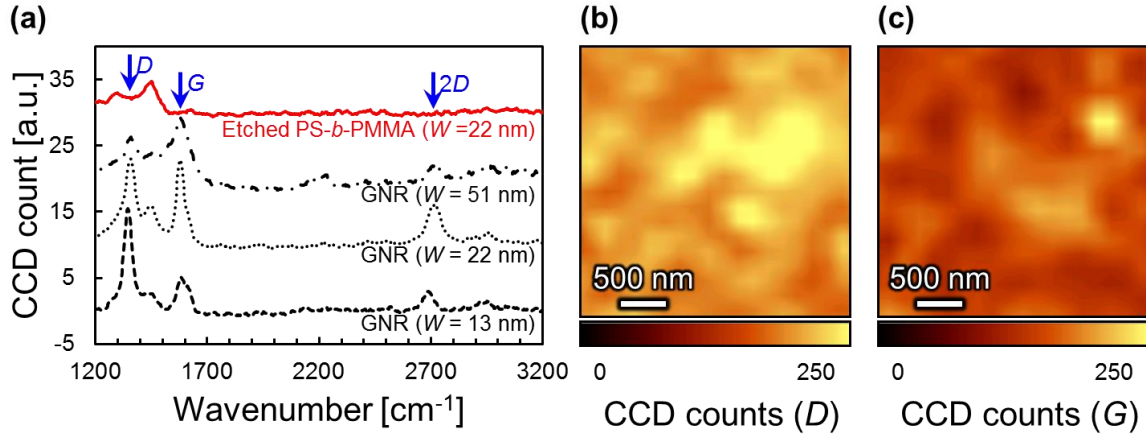 (a)
(b)
(c)
35
25
15
5
-5
CCD count [a.u.]
D
G
2D
Etched PS-b-PMMA (W =22 nm)
GNR (W = 51 nm)
GNR (W = 22 nm)
GNR (W = 13 nm)
1200
1700
2200
2700
3200
Wavenumber [cm-1]
500 nm
0
250
CCD counts (D)
500 nm
0
250
CCD counts (G)